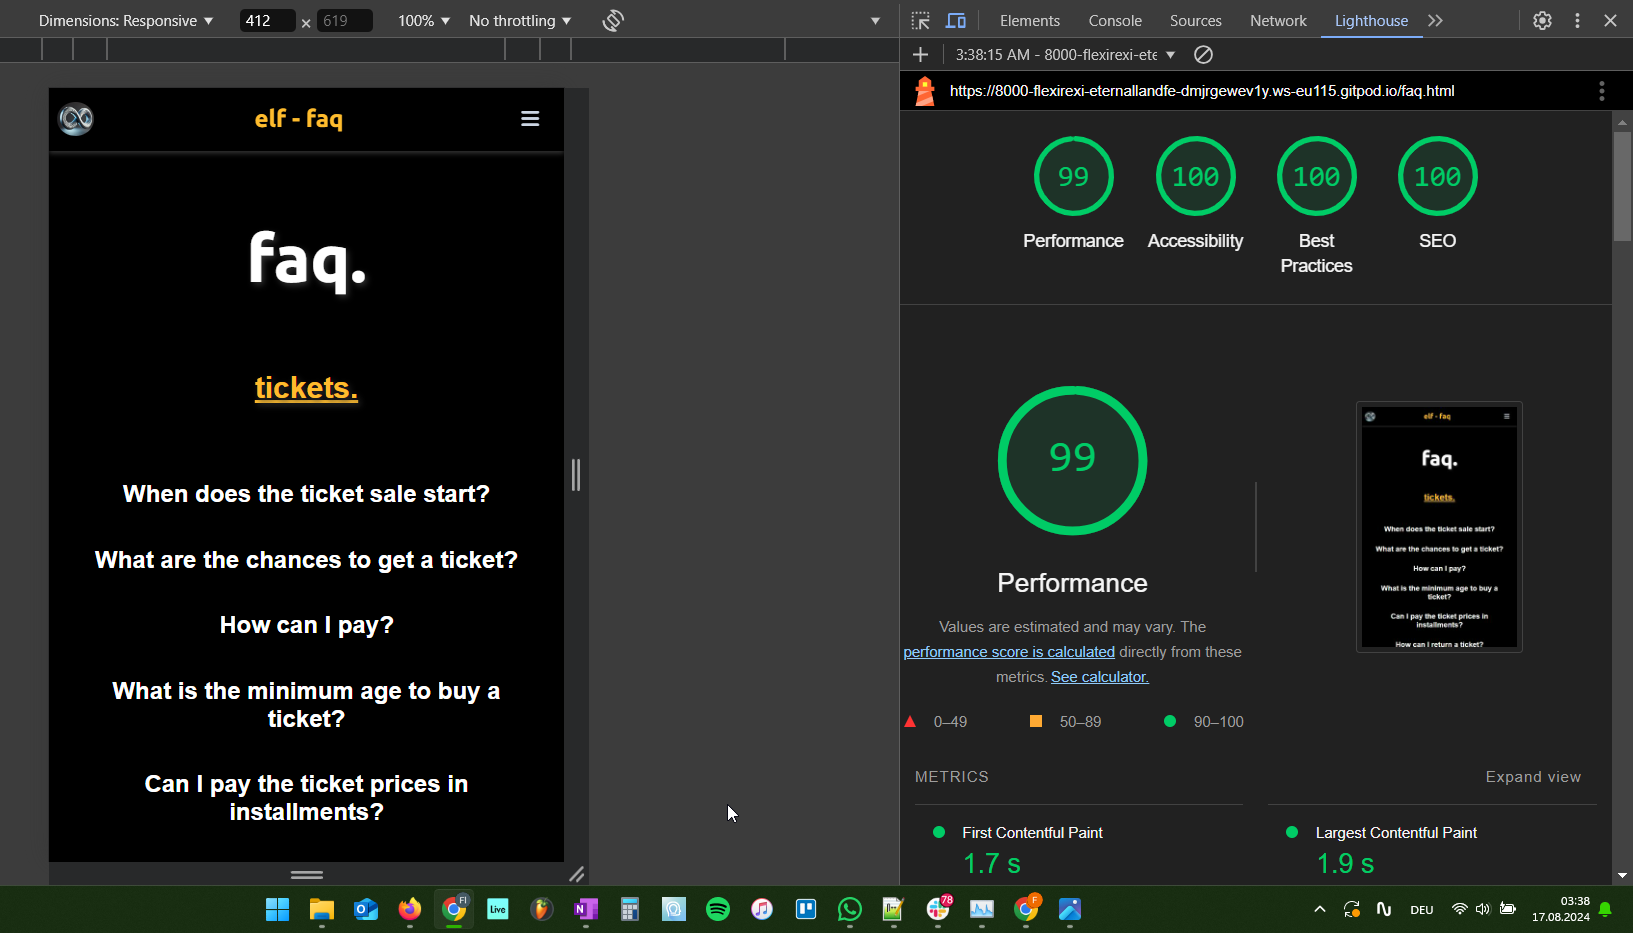 Dimensions: Responsive ▼ 412 × 619 100% ▼ No throttling ▼
Elements Console Sources Network Lighthouse
3:38:15 AM - 8000-flexirexi-ete ▼
https://8000-flexirexi-eternallandfe-dmjrgewev1y.ws-eu115.gitpod.io/faq.html
elf - faq
faq.
tickets.
When does the ticket sale start?
What are the chances to get a ticket?
How can I pay?
What is the minimum age to buy a
ticket?
Can I pay the ticket prices in
installments?
99 100 100 100
Performance Accessibility Best
Practices SEO
99
Performance
Values are estimated and may vary. The
performance score is calculated directly from these
metrics. See calculator.
0–49 50–89 90–100
elf - faq
faq.
tickets.
When does the ticket sale start?
What are the chances to get a ticket?
How can I pay?
What is the minimum age to buy a
ticket?
Can I pay the ticket prices in
installments?
How can I return a ticket?
METRICS Expand view
First Contentful Paint
1.7 s
Largest Contentful Paint
1.9 s
FI
Live
78
F
DEU
03:38
17.08.2024